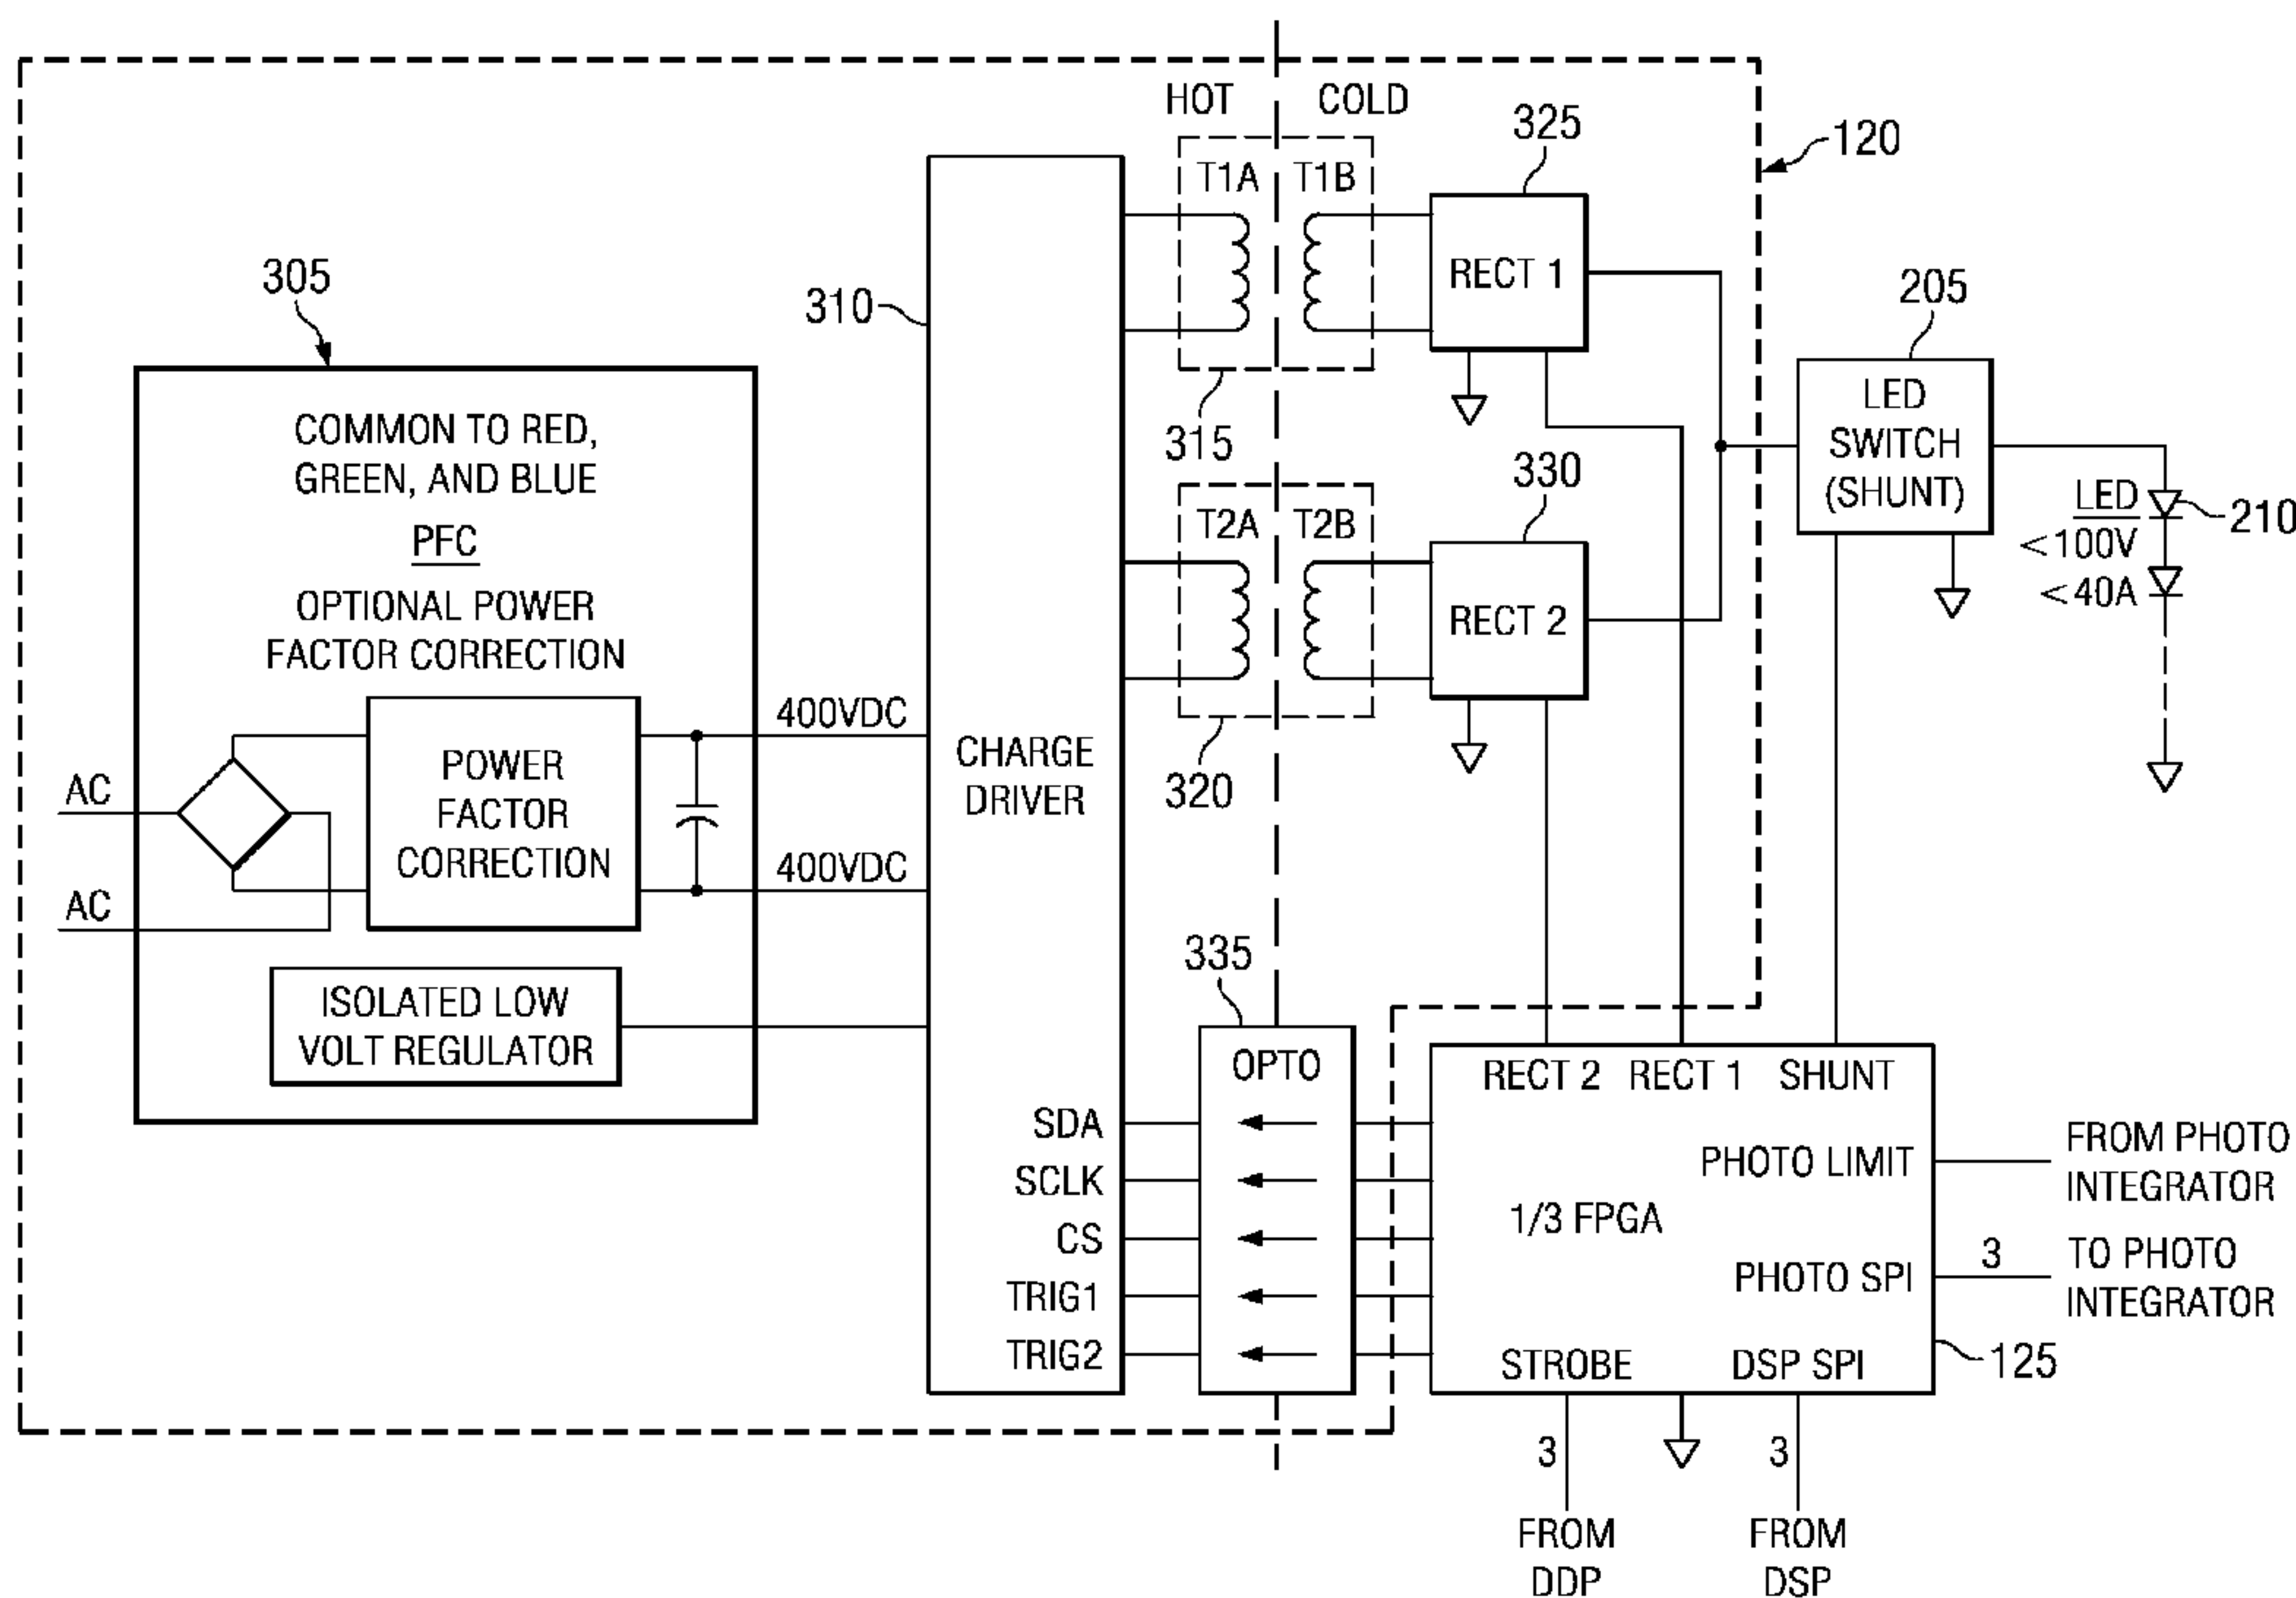 HOT
COLD
325
120
T1A
T1B
305
310
RECT 1
205
COMMON TO RED,
GREEN, AND BLUE
PFC
OPTIONAL POWER
FACTOR CORRECTION
315
330
LED
SWITCH
(SHUNT)
T2A
T2B
LED
<100V
<40A
210
RECT 2
400VDC
AC
POWER
FACTOR
CORRECTION
CHARGE
DRIVER
320
400VDC
AC
335
ISOLATED LOW
VOLT REGULATOR
OPTO
RECT 2
RECT 1
SHUNT
SDA
SCLK
CS
TRIG1
TRIG2
PHOTO LIMIT
FROM PHOTO
INTEGRATOR
1/3 FPGA
PHOTO SPI
3
TO PHOTO
INTEGRATOR
STROBE
DSP SPI
125
3
3
FROM
DDP
FROM
DSP